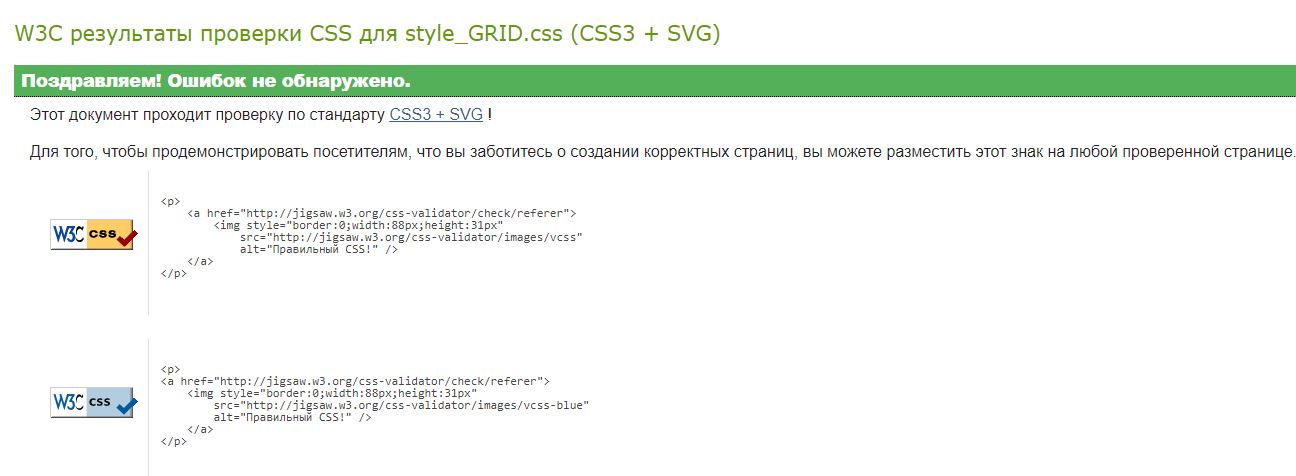 W3C результаты проверки CSS для style_GRID.css (CSS3 + SVG)
Поздравляем! Ошибок не обнаружено.
Этот документ проходит проверку по стандарту CSS3 + SVG !
Для того, чтобы продемонстрировать посетителям, что вы заботитесь о создании корректных страниц, вы можете разместить этот знак на любой проверенной странице.
W3C css
<p>
<a href="http://jigsaw.w3.org/css-validator/check/referer">
<img style="border:0;width:88px;height:31px"
src="http://jigsaw.w3.org/css-validator/images/vcss"
alt="Правильный CSS!" />
</a>
</p>
W3C css
<p>
<a href="http://jigsaw.w3.org/css-validator/check/referer">
<img style="border:0;width:88px;height:31px"
src="http://jigsaw.w3.org/css-validator/images/vcss-blue"
alt="Правильный CSS!" />
</a>
</p>